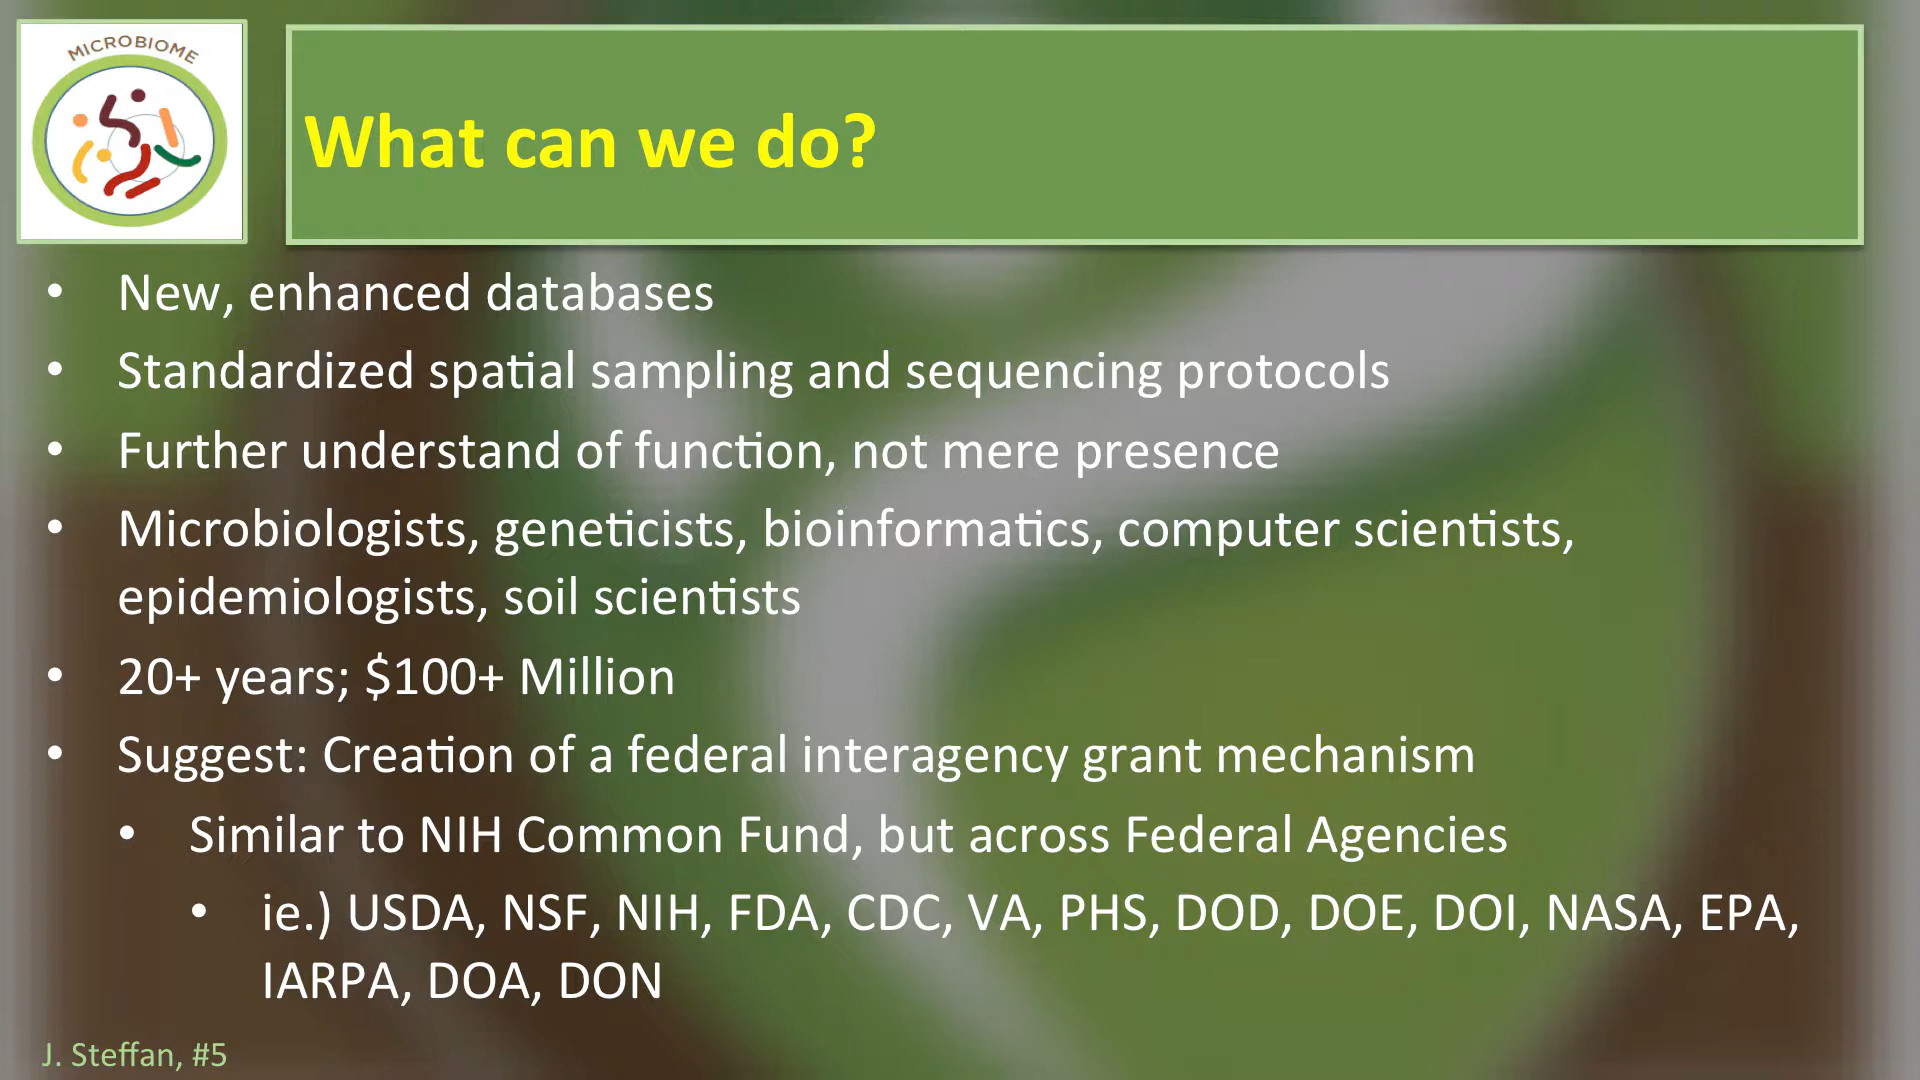 MICROBIOME
What can we do?
• New, enhanced databases
• Standardized spatial sampling and sequencing protocols
• Further understand of function, not mere presence
• Microbiologists, geneticists, bioinformatics, computer scientists,
epidemiologists, soil scientists
• 20+ years; $100+ Million
• Suggest: Creation of a federal interagency grant mechanism
• Similar to NIH Common Fund, but across Federal Agencies
• ie.) USDA, NSF, NIH, FDA, CDC, VA, PHS, DOD, DOE, DOI, NASA, EPA,
IARPA, DOA, DON
J. Steffan, #5